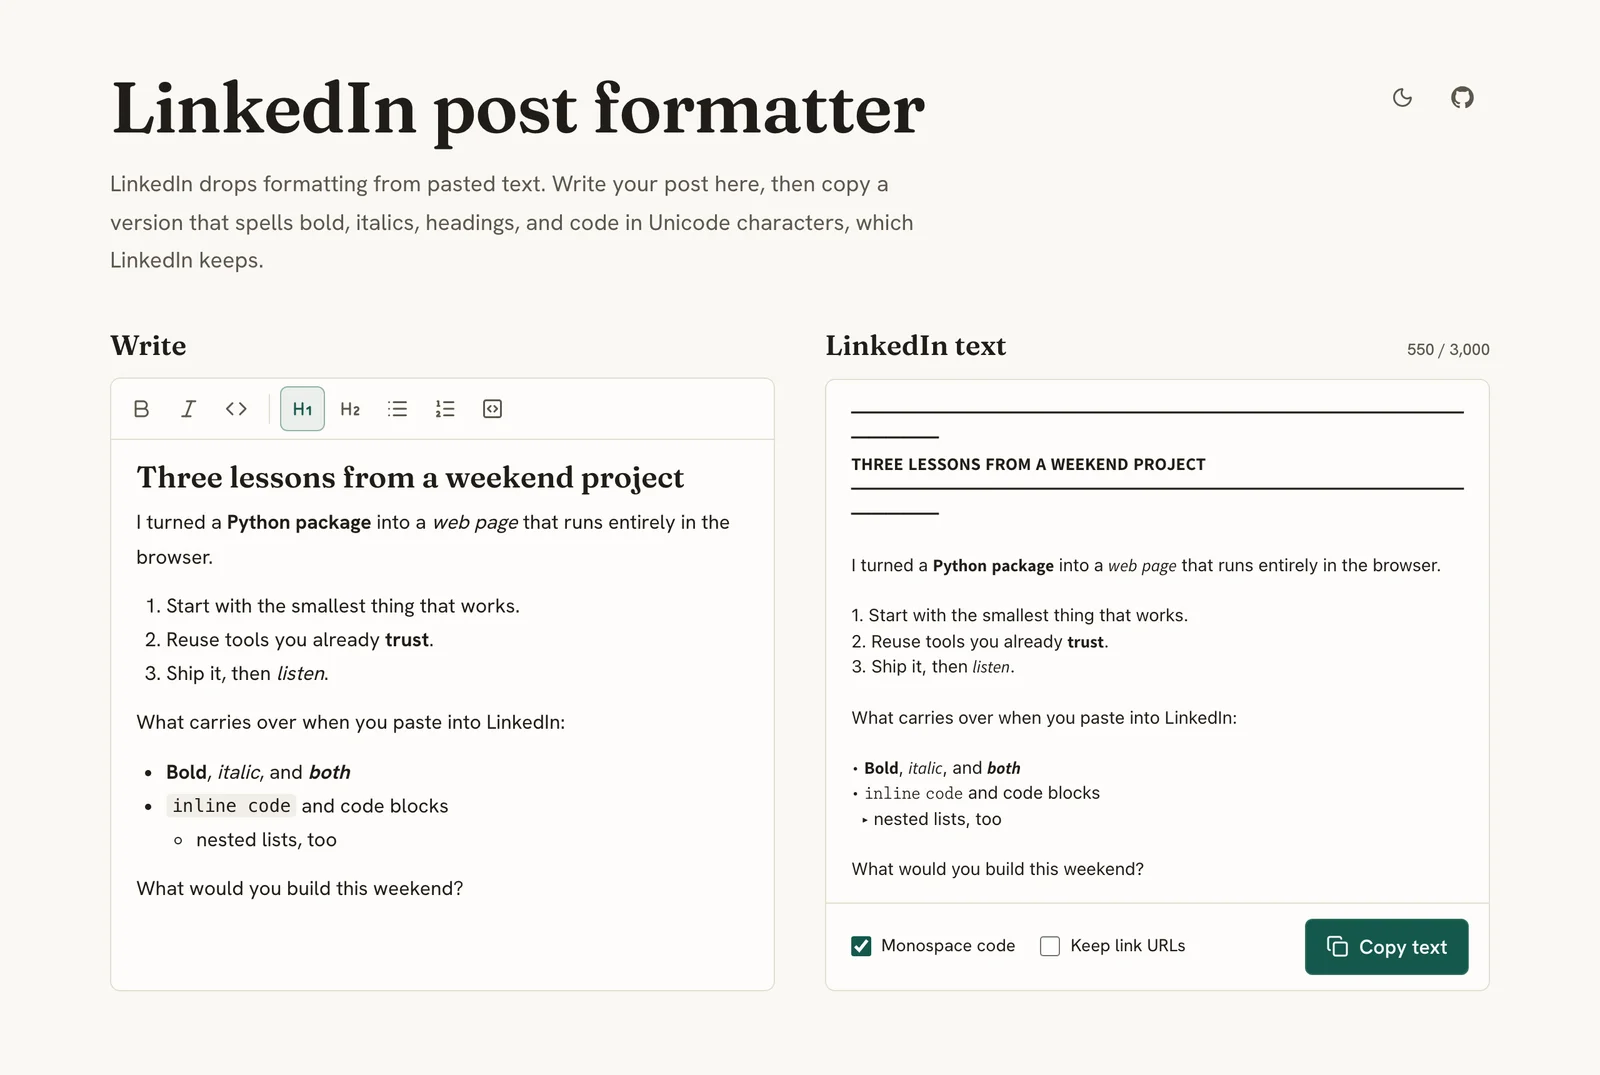 LinkedIn post formatter
LinkedIn drops formatting from pasted text. Write your post here, then copy a
version that spells bold, italics, headings, and code in Unicode characters, which
LinkedIn keeps.
Write
B I <> H1 H2
Three lessons from a weekend project
I turned a Python package into a web page that runs entirely in the
browser.
1. Start with the smallest thing that works.
2. Reuse tools you already trust.
3. Ship it, then listen.
What carries over when you paste into LinkedIn:
• Bold, italic, and both
• inline code and code blocks
◦ nested lists, too
What would you build this weekend?
LinkedIn text
550 / 3,000
THREE LESSONS FROM A WEEKEND PROJECT
I turned a Python package into a web page that runs entirely in the browser.
1. Start with the smallest thing that works.
2. Reuse tools you already trust.
3. Ship it, then listen.
What carries over when you paste into LinkedIn:
• Bold, italic, and both
• inline code and code blocks
▸ nested lists, too
What would you build this weekend?
Monospace code
Keep link URLs
Copy text